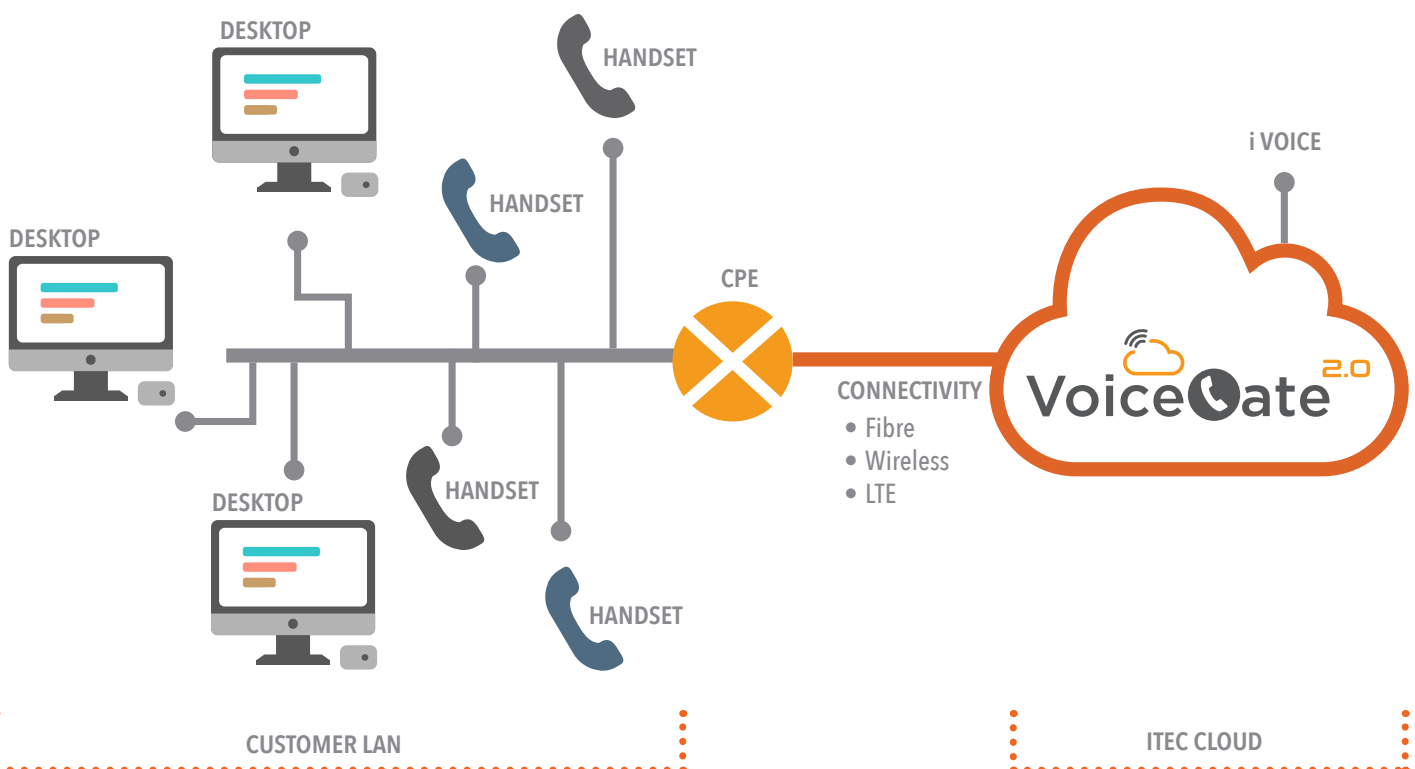 DESKTOP
HANDSET
i VOICE
HANDSET
DESKTOP
CPE
2.0
VoiceGate
CONNECTIVITY
• Fibre
• Wireless
• LTE
HANDSET
DESKTOP
HANDSET
CUSTOMER LAN
ITEC CLOUD